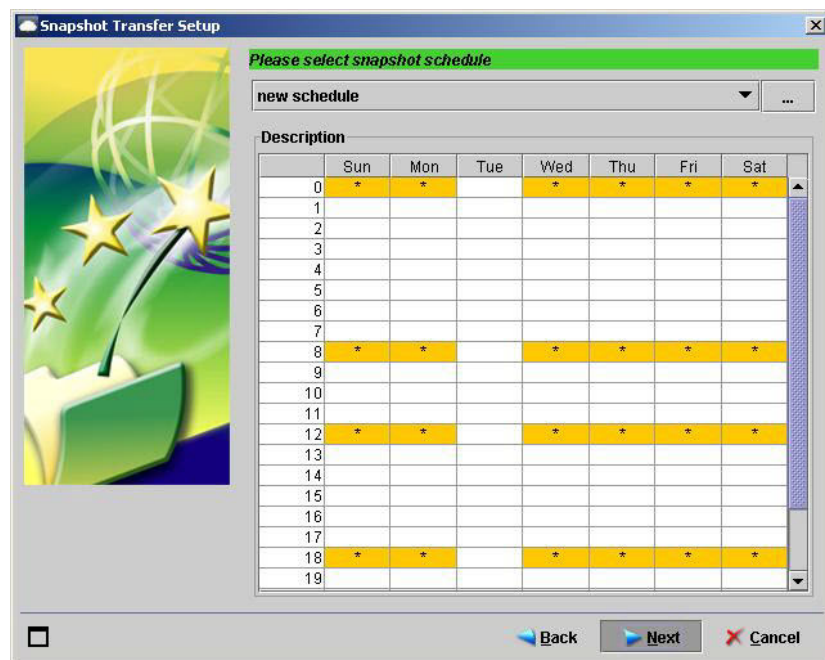 Snapshot Transfer Setup
Please select snapshot schedule
new schedule
...
Description
Sun Mon Tue Wed Thu Fri Sat
0 * * * * * *
1
2
3
4
5
6
7
8 * * * * * *
9
10
11
12 * * * * * *
13
14
15
16
17
18 * * * * * *
19
Back Next Cancel